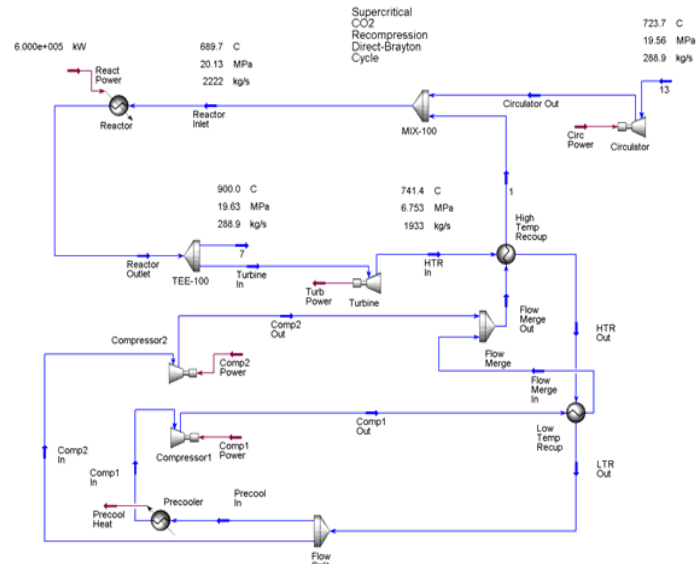 Supercritical
CO2
Recompression
Direct-Brayton
Cycle
723.7 C
19.56 MPa
288.9 kg/s
6.000e+005 kW
689.7 C
20.13 MPa
2222 kg/s
React
Power
Reactor
Reactor
Inlet
MIX-100
Circulator Out
13
Circ
Power
Circulator
900.0 C
19.63 MPa
288.9 kg/s
741.4 C
6.753 MPa
1933 kg/s
1
High
Temp
Recoup
7
Reactor
Outlet
TEE-100
Turbine
In
Turb
Power
Turbine
HTR
In
Comp2
Out
Flow
Merge
Out
HTR
Out
Compressor2
Comp2
Power
Flow
Merge
Flow
Merge
In
Comp1
Out
Low
Temp
Recup
Compressor1
Comp1
Power
Comp2
In
Comp1
In
LTR
Out
Precool
Heat
Precooler
Precool
In
Flow